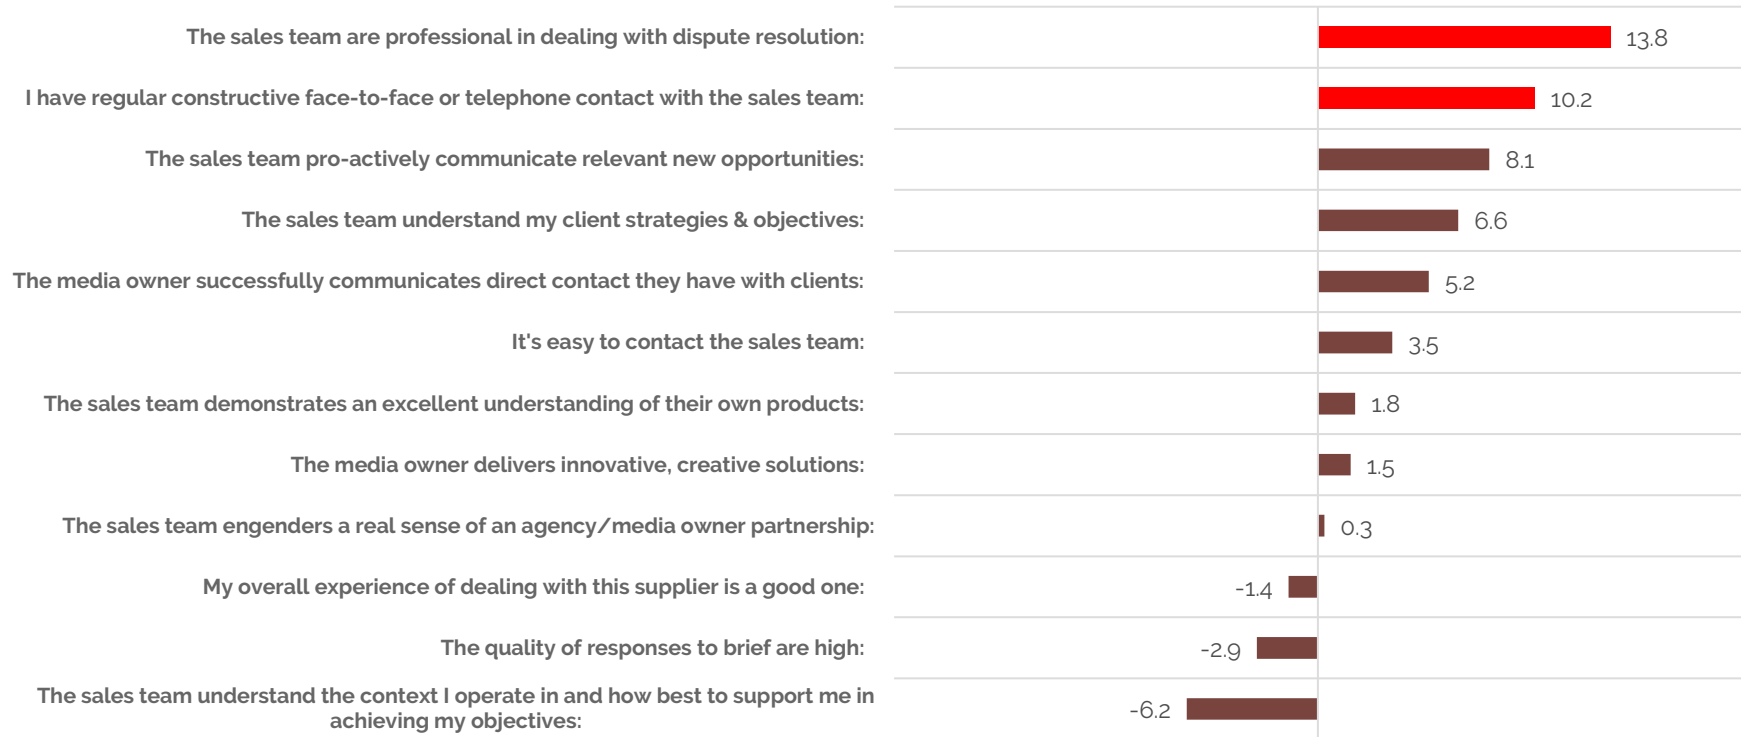 The sales team are professional in dealing with dispute resolution: 13.8
I have regular constructive face-to-face or telephone contact with the sales team: 10.2
The sales team pro-actively communicate relevant new opportunities: 8.1
The sales team understand my client strategies & objectives: 6.6
The media owner successfully communicates direct contact they have with clients: 5.2
It's easy to contact the sales team: 3.5
The sales team demonstrates an excellent understanding of their own products: 1.8
The media owner delivers innovative, creative solutions: 1.5
The sales team engenders a real sense of an agency/media owner partnership: 0.3
My overall experience of dealing with this supplier is a good one: -1.4
The quality of responses to brief are high: -2.9
The sales team understand the context I operate in and how best to support me in
achieving my objectives: -6.2